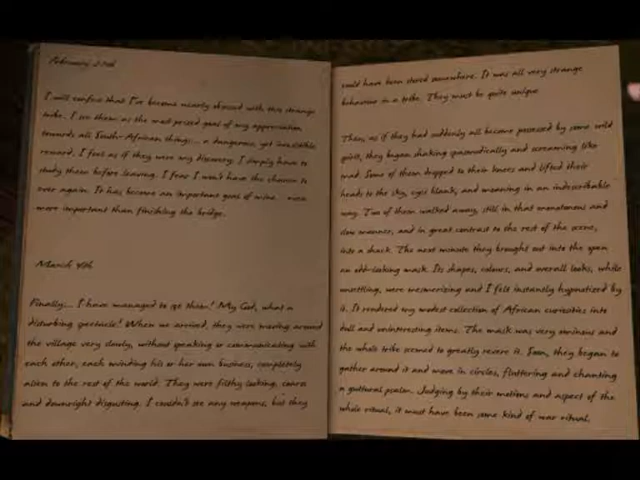 February 27th
I will confess that I've become nearly obsessed with this strange
tribe. I see them as the most prized goal of my appreciation
towards all South-African things... a dangerous, yet irresistible
reward. I feel as if they were my discovery; I simply have to
study them before leaving. I fear I won't have the chance to
ever again. It has become an important goal of mine... even
more important than finishing the bridge.
March 4th
Finally... I have managed to see them! My God, what a
disturbing spectacle! When we arrived, they were moving around
the village very slowly, without speaking or communicating with
each other, each minding his or her own business, completely
alien to the rest of the world. They were filthy looking,
and downright disgusting. I couldn't see any weapons, but they
could have been stored somewhere. It was all very strange
behaviour in a tribe. They must be quite unique.
Then, as if they had suddenly all become possessed by some wild
spirit, they began shaking spasmodically and screaming like
mad. Some of them dropped to their knees and lifted their
heads to the sky, eyes blank, and moaning in an indescribable
way. Two of them walked away, still in that monotonous and
slow manner, and in great contrast to the rest of the scene,
into a shack. The next minute they brought out into the open
an odd-looking mask. Its shapes, colours, and overall looks, while
unsettling, were mesmerizing and I felt instantly hypnotized by
it. It rendered my modest collection of African curiosities into
dull and uninteresting items. The mask was very ominous and
the whole tribe seemed to greatly revere it. Soon, they began to
gather around it and move in circles, fluttering and chanting
a guttural psalm. Judging by their motions and aspect of the
whole ritual, it must have been some kind of war ritual.